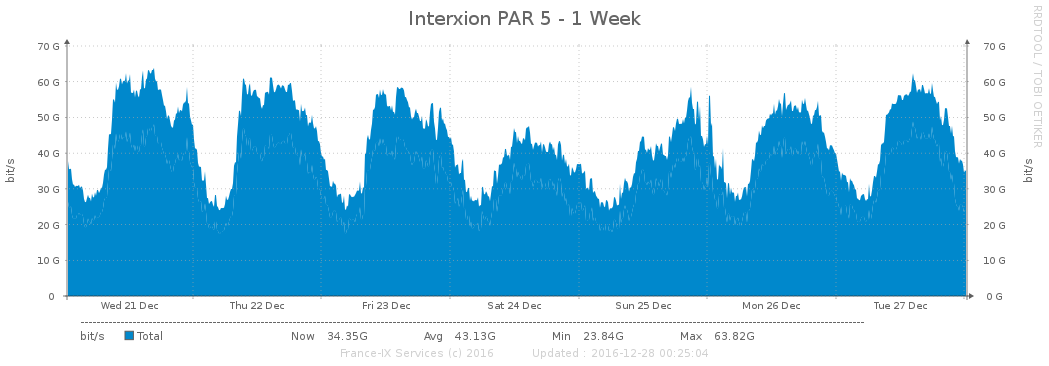 Interxion PAR 5 - 1 Week
RRDTOOL / TOBI OETIKER
70 G 70 G
60 G 60 G
50 G 50 G
40 G 40 G
30 G 30 G
20 G 20 G
10 G 10 G
0 0 G
bit/s bit/s
Wed 21 Dec Thu 22 Dec Fri 23 Dec Sat 24 Dec Sun 25 Dec Mon 26 Dec Tue 27 Dec
bit/s Total Now 34.35G Avg 43.13G Min 23.84G Max 63.82G
France-IX Services (c) 2016 Updated : 2016-12-28 00:25:04